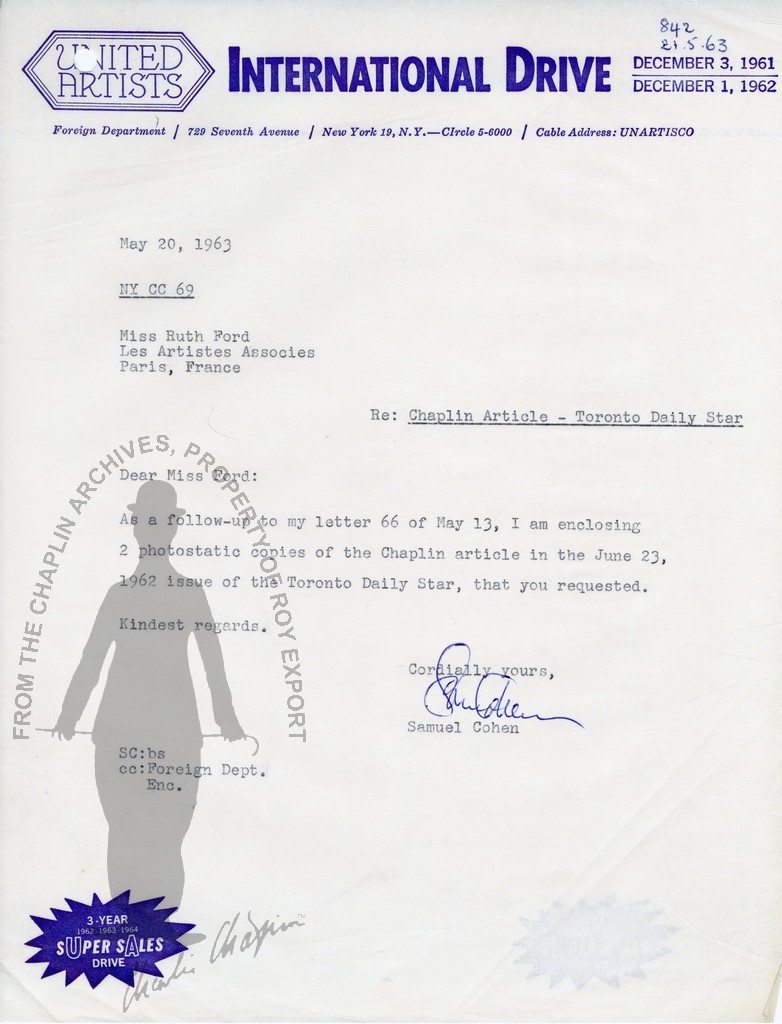 842
21.5.63
UNITED
ARTISTS
INTERNATIONAL DRIVE
DECEMBER 3, 1961
DECEMBER 1, 1962
Foreign Department / 729 Seventh Avenue / New York 19, N.Y.—CIrcle 5-6000 / Cable Address: UNARTISCO
May 20, 1963
NY CC 69
Miss Ruth Ford
Les Artistes Associes
Paris, France
Re: Chaplin Article - Toronto Daily Star
Dear Miss Ford:
As a follow-up to my letter 66 of May 13, I am enclosing
2 photostatic copies of the Chaplin article in the June 23,
1962 issue of the Toronto Daily Star, that you requested.
Kindest regards.
Cordially yours,
Sam Cohen
Samuel Cohen
SC:bs
cc:Foreign Dept.
Enc.
FROM THE CHAPLIN ARCHIVES, PROPERTY OF ROY EXPORT
3-YEAR
1962-1963-1964
SUPER SALES
DRIVE
Charlie Chaplin™